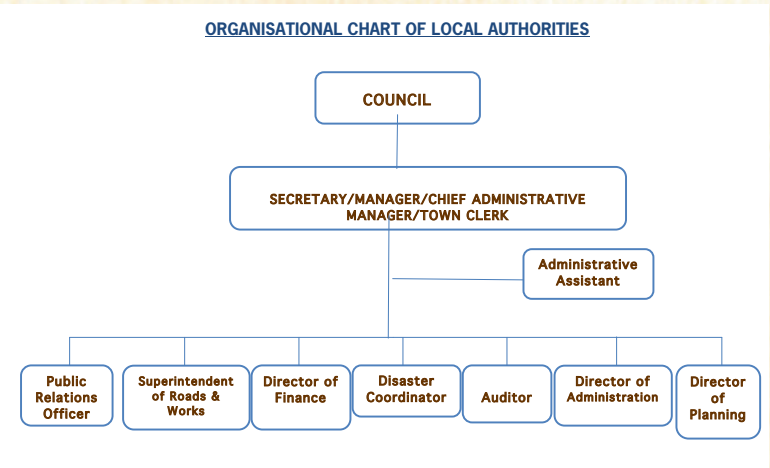 ORGANISATIONAL CHART OF LOCAL AUTHORITIES
COUNCIL
SECRETARY/MANAGER/CHIEF ADMINISTRATIVE
MANAGER/TOWN CLERK
Administrative
Assistant
Public
Relations
Officer
Superintendent
of Roads &
Works
Director of
Finance
Disaster
Coordinator
Auditor
Director of
Administration
Director
of
Planning